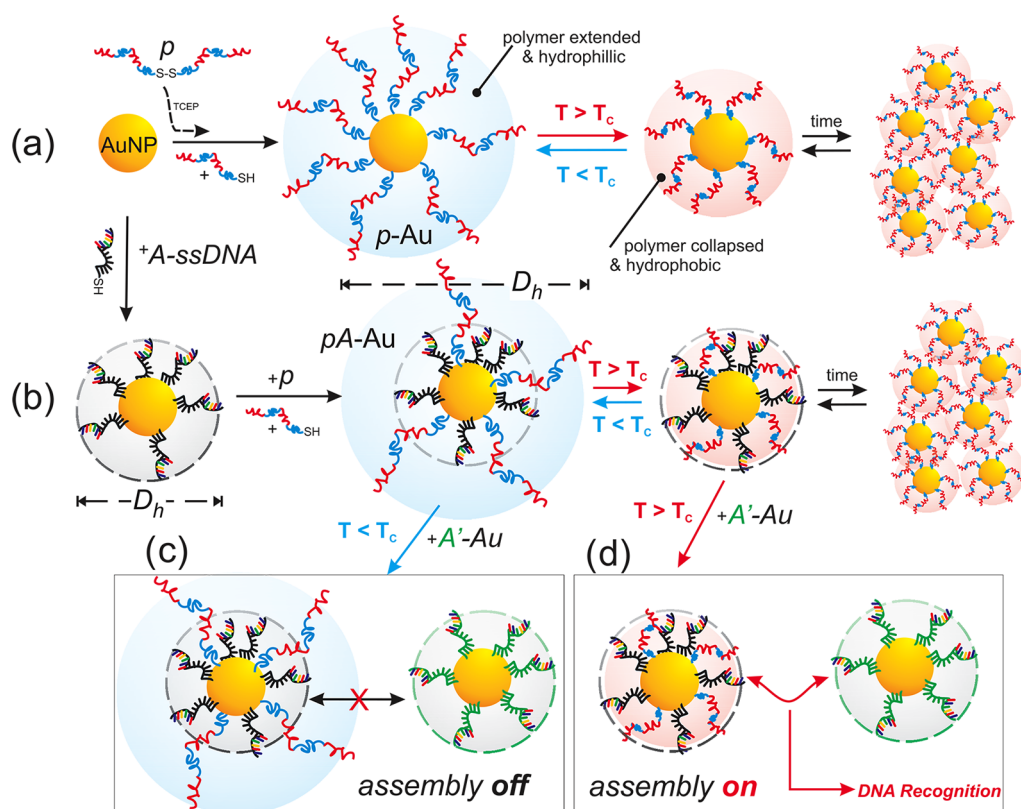 p
S-S
TCEP
(a)
AuNP
+
SH
polymer extended
& hydrophillic
T > Tc
T < Tc
time
p-Au
polymer collapsed
& hydrophobic
+A-ssDNA
HS
Dh
(b)
+p
+
SH
pA-Au
T > Tc
T < Tc
time
Dh
(c)
T < Tc
+A'-Au
(d)
T > Tc
+A'-Au
assembly off
assembly on
DNA Recognition